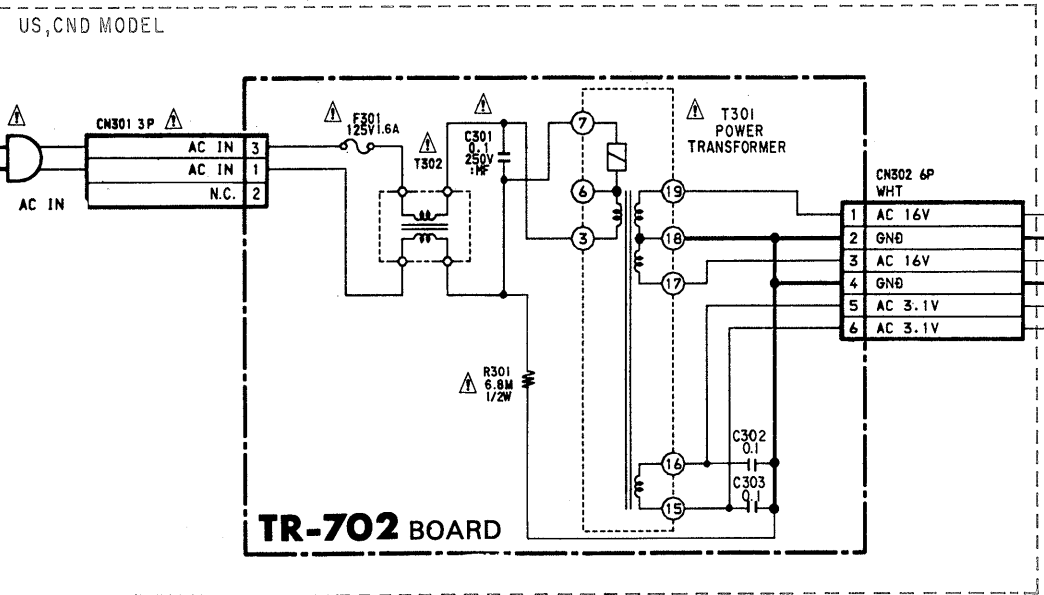 US,CND MODEL
CN301 3P
AC IN 3
AC IN 1
N.C. 2
AC IN
F301
125V1.6A
T302
C301
0.1
250V
:MF
7
6
3
T301
POWER
TRANSFORMER
19
18
17
16
15
CN302 6P
WHT
1 AC 16V
2 GND
3 AC 16V
4 GND
5 AC 3.1V
6 AC 3.1V
R301
6.8M
1/2W
C302
0.1
C303
0.1
TR-702 BOARD